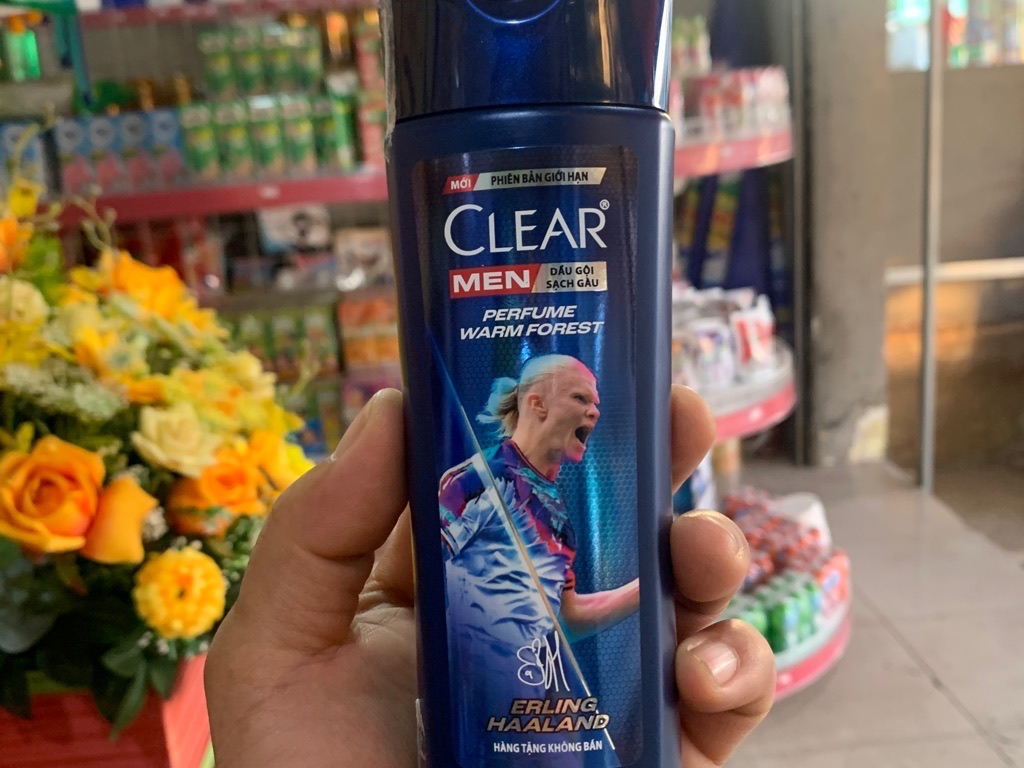 MỚI PHIÊN BẢN GIỚI HẠN
CLEAR®
MEN DẦU GỘI SẠCH GÀU
PERFUME
WARM FOREST
ERLING
HAALAND
HÀNG TẶNG KHÔNG BÁN